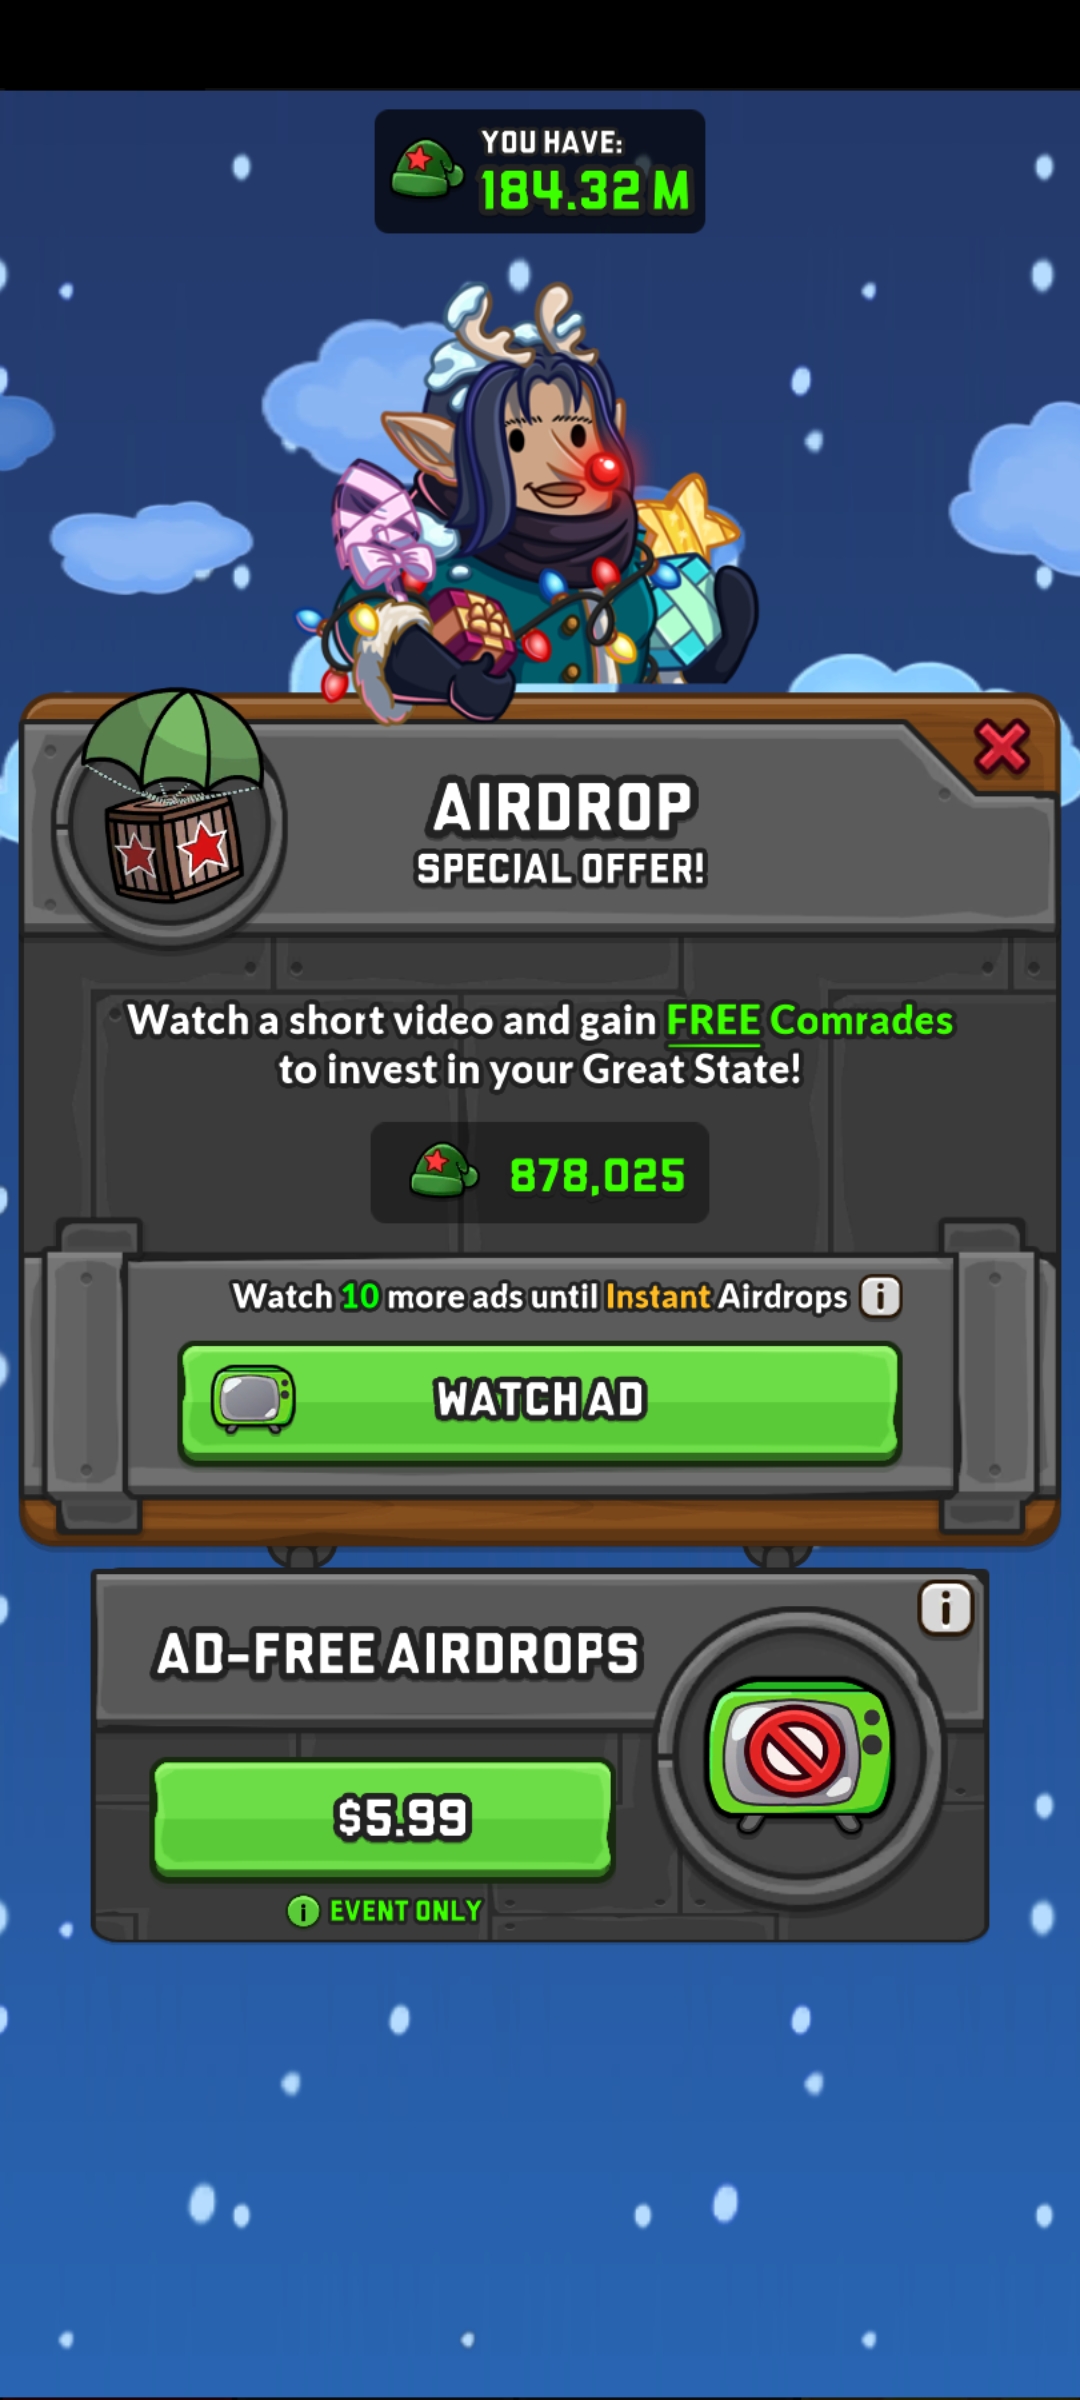 YOU HAVE:
184.32 M
AIRDROP
SPECIAL OFFER!
Watch a short video and gain FREE Comrades
to invest in your Great State!
878,025
Watch 10 more ads until Instant Airdrops i
WATCH AD
i
AD-FREE AIRDROPS
$5.99
i EVENT ONLY